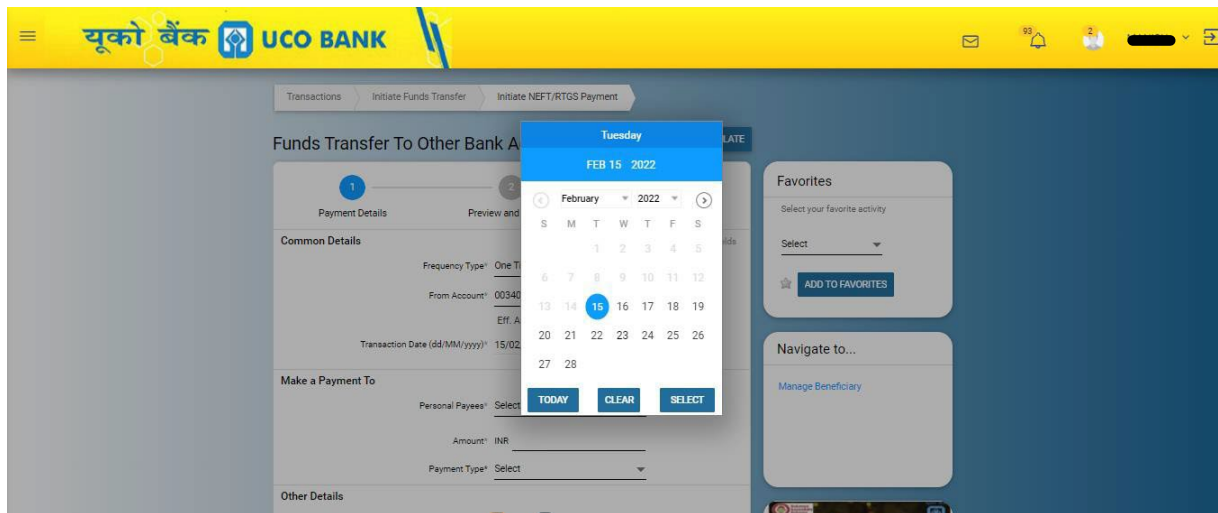 यूको बैंक UCO BANK
93
2
Transactions Initiate Funds Transfer Initiate NEFT/RTGS Payment
Funds Transfer To Other Bank A
LATE
1
2
Payment Details
Preview and
Common Details
lds
Frequency Type* One Ti
From Account* 00340
Eff. A
Transaction Date (dd/MM/yyyy)* 15/02
Make a Payment To
Personal Payees* Select
Amount* INR
Payment Type* Select
Other Details
Tuesday
FEB 15 2022
February 2022
S M T W T F S
1 2 3 4 5
6 7 8 9 10 11 12
13 14 15 16 17 18 19
20 21 22 23 24 25 26
27 28
TODAY CLEAR SELECT
Favorites
Select your favorite activity
Select
ADD TO FAVORITES
Navigate to...
Manage Beneficiary